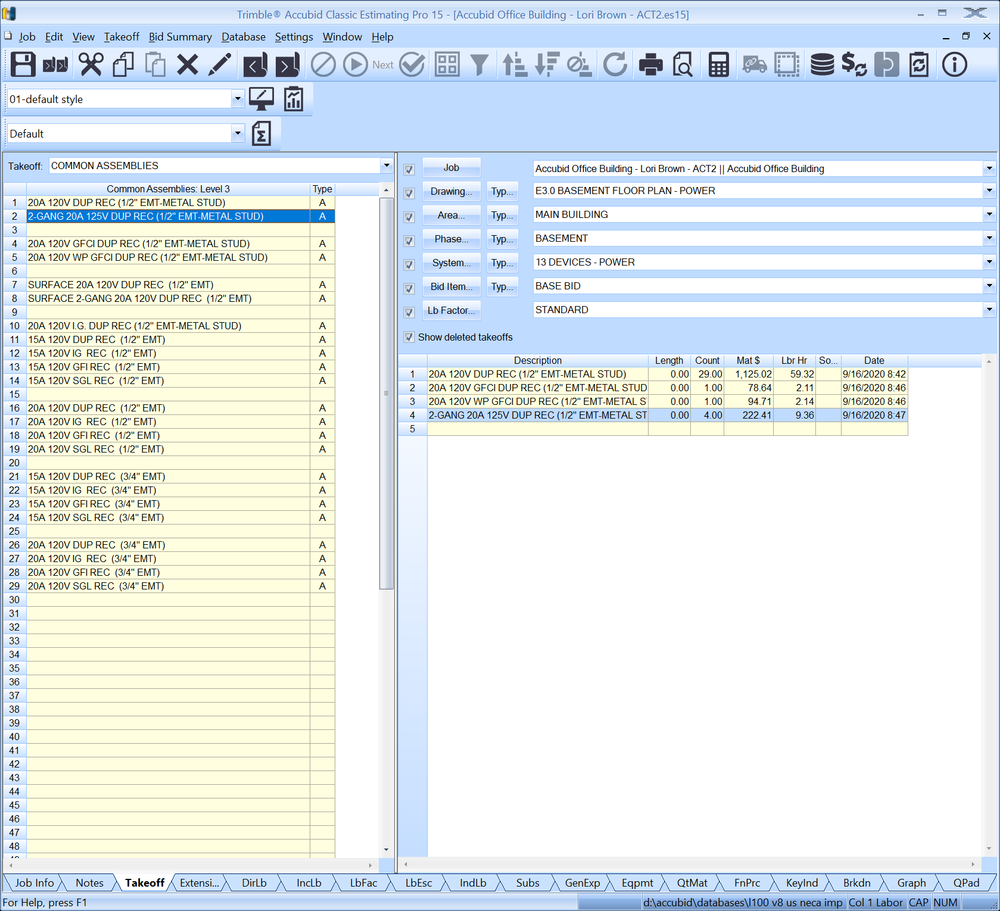 Trimble® Accubid Classic Estimating Pro 15 - [Accubid Office Building - Lori Brown - ACT2.es15]
Job Edit View Takeoff Bid Summary Database Settings Window Help
Next
01-default style
Default
Takeoff: COMMON ASSEMBLIES
Common Assemblies: Level 3 Type
1 20A 120V DUP REC (1/2" EMT-METAL STUD) A
2 2-GANG 20A 125V DUP REC (1/2" EMT-METAL STUD) A
3
4 20A 120V GFCI DUP REC (1/2" EMT-METAL STUD) A
5 20A 120V WP GFCI DUP REC (1/2" EMT-METAL STUD) A
6
7 SURFACE 20A 120V DUP REC (1/2" EMT) A
8 SURFACE 2-GANG 20A 120V DUP REC (1/2" EMT) A
9
10 20A 120V I.G. DUP REC (1/2" EMT-METAL STUD) A
11 15A 120V DUP REC (1/2" EMT) A
12 15A 120V IG REC (1/2" EMT) A
13 15A 120V GFI REC (1/2" EMT) A
14 15A 120V SGL REC (1/2" EMT) A
15
16 20A 120V DUP REC (1/2" EMT) A
17 20A 120V IG REC (1/2" EMT) A
18 20A 120V GFI REC (1/2" EMT) A
19 20A 120V SGL REC (1/2" EMT) A
20
21 15A 120V DUP REC (3/4" EMT) A
22 15A 120V IG REC (3/4" EMT) A
23 15A 120V GFI REC (3/4" EMT) A
24 15A 120V SGL REC (3/4" EMT) A
25
26 20A 120V DUP REC (3/4" EMT) A
27 20A 120V IG REC (3/4" EMT) A
28 20A 120V GFI REC (3/4" EMT) A
29 20A 120V SGL REC (3/4" EMT) A
30
31
32
33
34
35
36
37
38
39
40
41
42
43
44
45
46
47
48
Job Accubid Office Building - Lori Brown - ACT2 || Accubid Office Building
Drawing... Typ... E3.0 BASEMENT FLOOR PLAN - POWER
Area... Typ... MAIN BUILDING
Phase... Typ... BASEMENT
System... Typ... 13 DEVICES - POWER
Bid Item... Typ... BASE BID
Lb Factor... STANDARD
Show deleted takeoffs
Description Length Count Mat $ Lbr Hr So... Date
1 20A 120V DUP REC (1/2" EMT-METAL STUD) 0.00 29.00 1,125.02 59.32 9/16/2020 8:42
2 20A 120V GFCI DUP REC (1/2" EMT-METAL STUD 0.00 1.00 78.64 2.11 9/16/2020 8:46
3 20A 120V WP GFCI DUP REC (1/2" EMT-METAL S 0.00 1.00 94.71 2.14 9/16/2020 8:46
4 2-GANG 20A 125V DUP REC (1/2" EMT-METAL ST 0.00 4.00 222.41 9.36 9/16/2020 8:47
5
Job Info Notes Takeoff Extensi... DirLb IncLb LbFac LbEsc IndLb Subs GenExp Eqpmt QtMat FnPrc KeyInd Brkdn Graph QPad
For Help, press F1 d:\accubid\databases\l100 v8 us neca imp Col 1 Labor CAP NUM